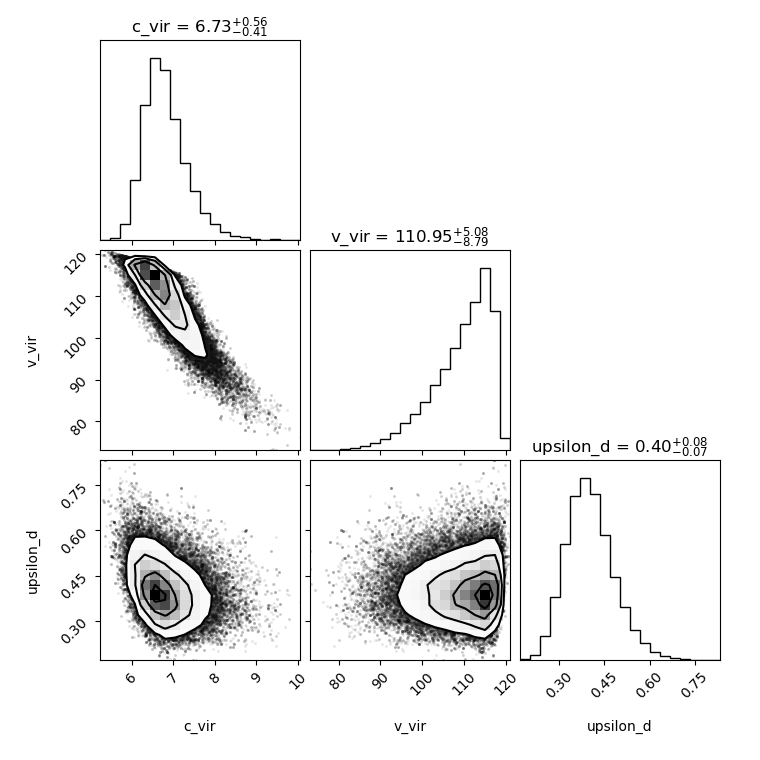 c_vir = 6.73+0.56−0.41
120
110
100
90
80
v_vir
v_vir = 110.95+5.08−8.79
0.75
0.60
0.45
0.30
upsilon_d
upsilon_d = 0.40+0.08−0.07
6 7 8 9 10
80 90 100 110 120
0.30 0.45 0.60 0.75
c_vir v_vir upsilon_d